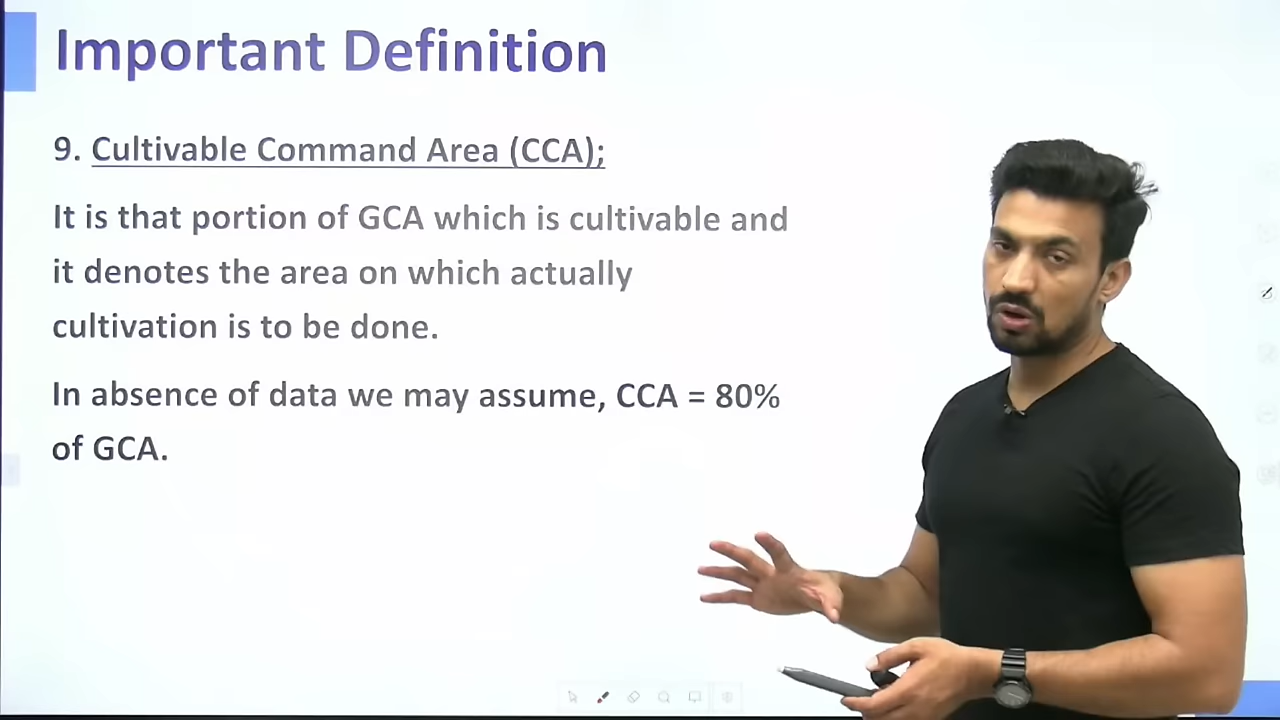 Important Definition
9. Cultivable Command Area (CCA);
It is that portion of GCA which is cultivable and
it denotes the area on which actually
cultivation is to be done.
In absence of data we may assume, CCA = 80%
of GCA.